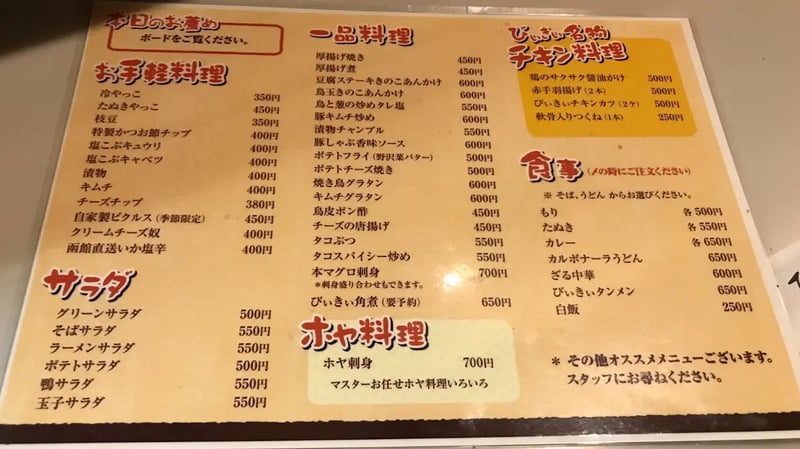 本日のお薦め
ボードをご覧ください。
お手軽料理
冷やっこ 350円
たぬきやっこ 450円
枝豆 350円
特製かつお節チップ 400円
塩こぶキュウリ 400円
塩こぶキャベツ 400円
漬物 400円
キムチ 400円
チーズチップ 380円
自家製ピクルス(季節限定) 450円
クリームチーズ奴 400円
函館直送いか塩辛 400円
サラダ
グリーンサラダ 500円
そばサラダ 550円
ラーメンサラダ 550円
ポテトサラダ 500円
鴨サラダ 550円
玉子サラダ 550円
一品料理
厚揚げ焼き 450円
厚揚げ煮 450円
豆腐ステーキきのこあんかけ 600円
鳥玉きのこあんかけ 600円
鳥と葱の炒めタレ塩 550円
豚キムチ炒め 600円
漬物チャンプル 550円
豚しゃぶ香味ソース 600円
ポテトフライ(野沢菜バター) 550円
ポテトチーズ焼き 500円
焼き鳥グラタン 600円
キムチグラタン 600円
鳥皮ポン酢 450円
チーズの唐揚げ 450円
タコぶつ 550円
タコスパイシー炒め 550円
本マグロ刺身 700円
*刺身盛り合わせもできます。
びぃきぃ角煮(要予約) 650円
ホヤ料理
ホヤ刺身 700円
マスターお任せホヤ料理いろいろ
びぃきぃ名物
チキン料理
鶏のサクサク醤油がけ 500円
赤手羽揚げ(2本) 500円
びぃきぃチキンカツ(2ケ) 500円
軟骨入りつくね(1本) 250円
食事 (〆の時にご注文ください)
※ そば、うどん からお選びください。
もり 各500円
たぬき 各550円
カレー 各650円
カルボナーラうどん 650円
ざる中華 600円
びぃきぃタンメン 650円
白飯 250円
* その他オススメメニューございます。
スタッフにお尋ねください。